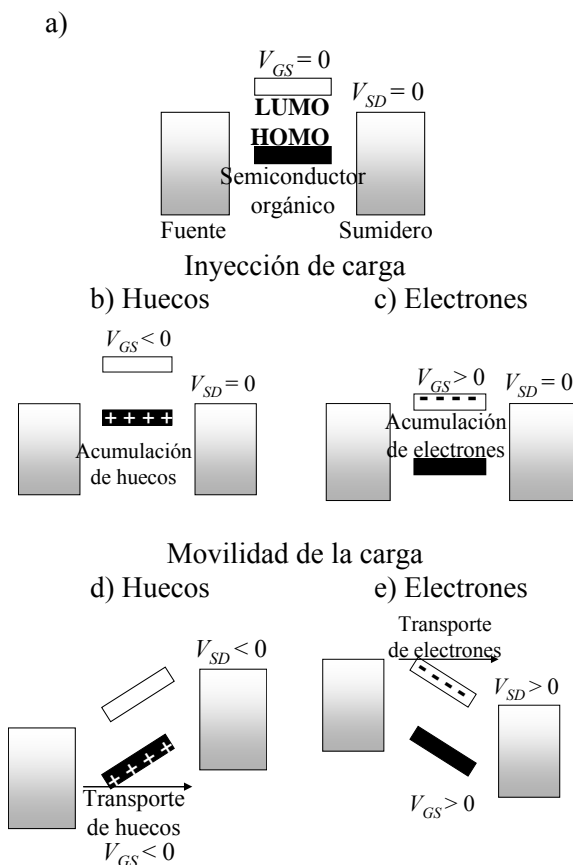 a)
V_GS = 0
LUMO
V_SD = 0
HOMO
Semiconductor
orgánico
Fuente
Sumidero
Inyección de carga
b) Huecos
c) Electrones
V_GS < 0
V_SD = 0
+ + + +
Acumulación
de huecos
V_GS > 0
V_SD = 0
- - - -
Acumulación
de electrones
Movilidad de la carga
d) Huecos
e) Electrones
V_SD < 0
+ + + +
Transporte
de huecos
V_GS < 0
Transporte
de electrones
- - - -
V_SD > 0
V_GS > 0